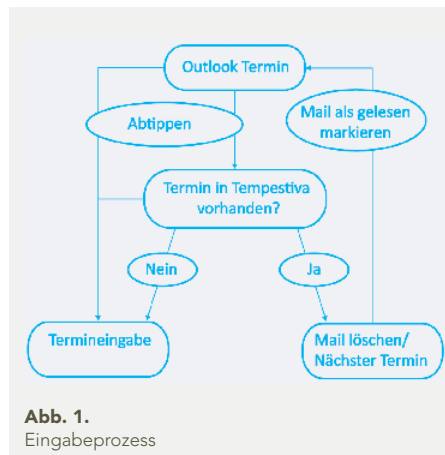 Outlook Termin
Abtippen
Mail als gelesen
markieren
Termin in Tempestiva
vorhanden?
Nein
Ja
Termineingabe
Mail löschen/
Nächster Termin
Abb. 1.
Eingabeprozess